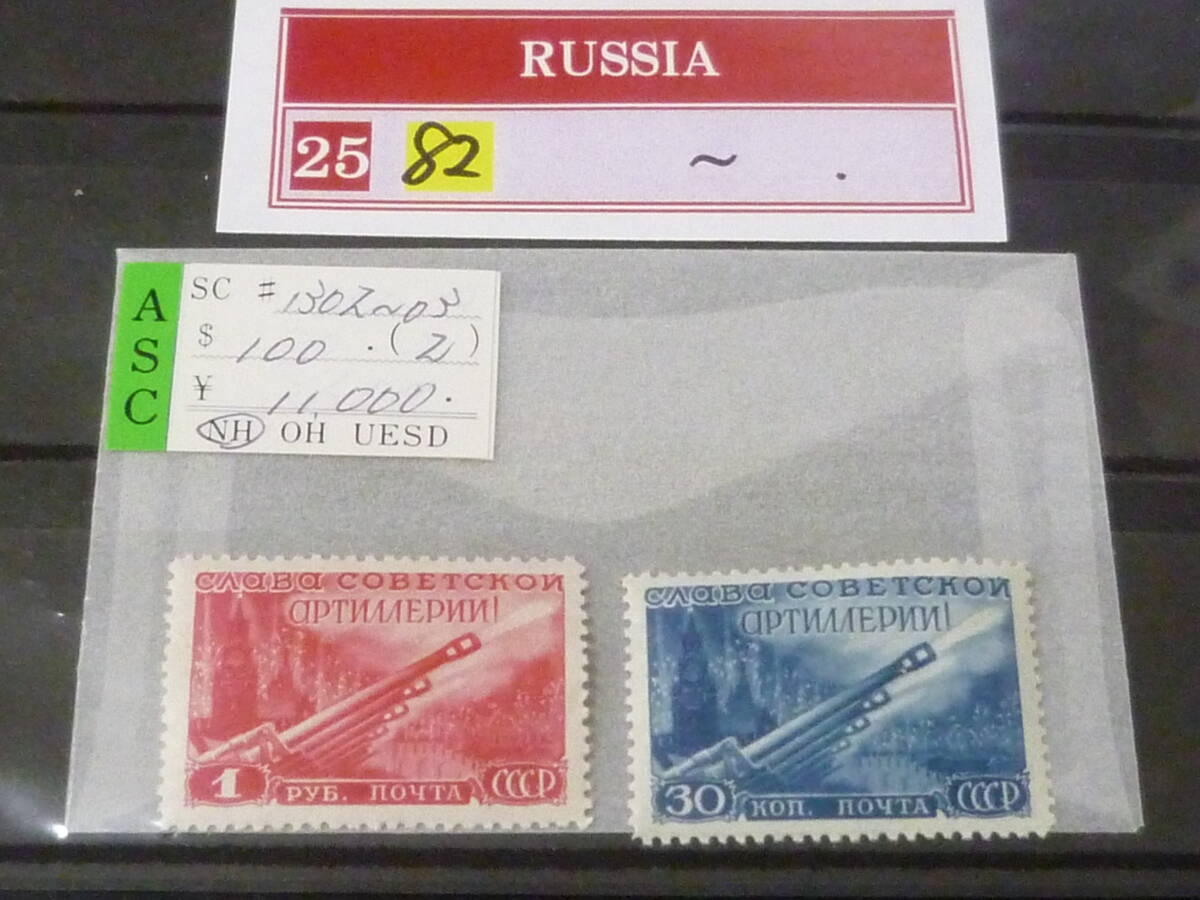 RUSSIA
25 82 ~ .
ASC
SC # 1302~03
$ 100.(2)
¥ 11,000.
NH OH UESD
СЛАВА СОВЕТСКОЙ
АРТИЛЛЕРИИ!
1 РУБ. ПОЧТА СССР
СЛАВА СОВЕТСКОЙ
АРТИЛЛЕРИИ!
30 КОП. ПОЧТА СССР